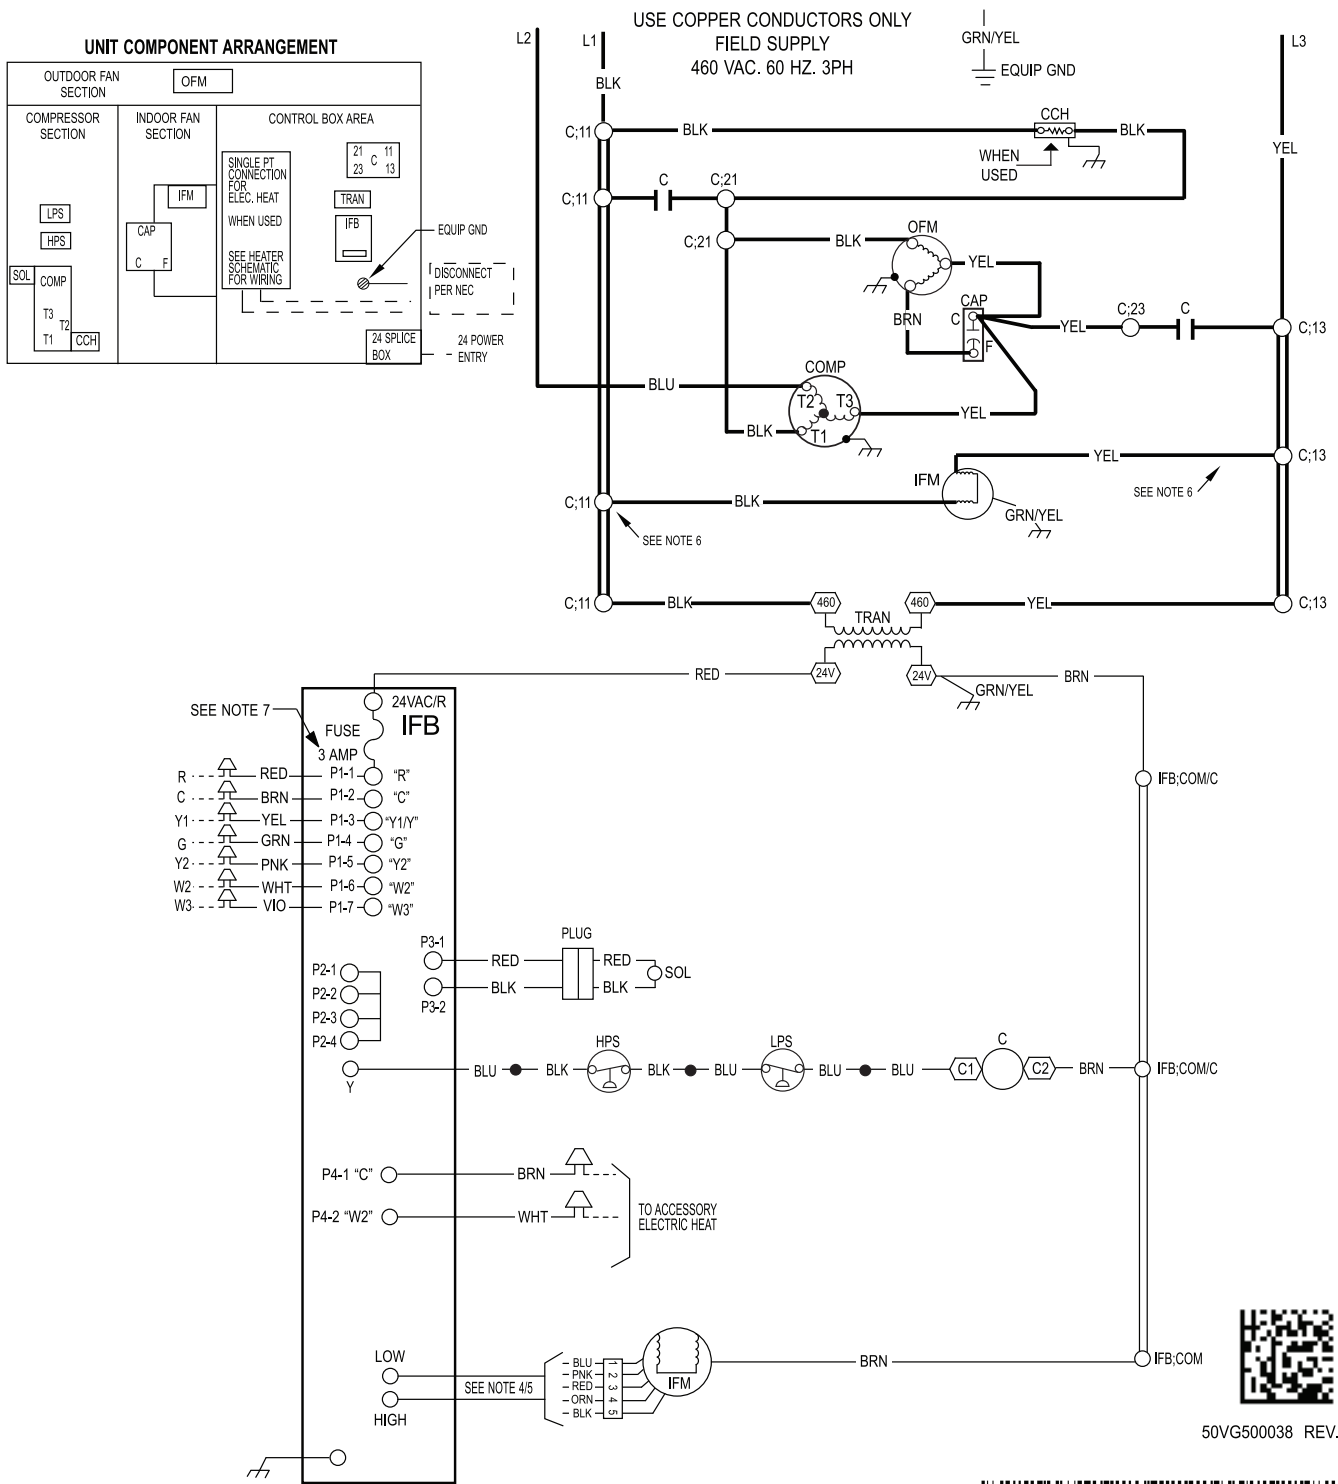 UNIT COMPONENT ARRANGEMENT
OUTDOOR FAN
SECTION
OFM
COMPRESSOR
SECTION
LPS
HPS
SOL
COMP
T3
T2
T1
CCH
INDOOR FAN
SECTION
IFM
CAP
C F
CONTROL BOX AREA
SINGLE PT
CONNECTION
FOR
ELEC. HEAT
WHEN USED
SEE HEATER
SCHEMATIC
FOR WIRING
21 11
C
23 13
TRAN
IFB
EQUIP GND
DISCONNECT
PER NEC
24 SPLICE
BOX
24 POWER
ENTRY
USE COPPER CONDUCTORS ONLY
FIELD SUPPLY
460 VAC. 60 HZ. 3PH
L2
L1
BLK
GRN/YEL
EQUIP GND
L3
YEL
C;11
BLK
CCH
BLK
WHEN
USED
C;11
C
C;21
C;21
BLK
OFM
YEL
BRN
CAP
C
F
YEL
C;23
C
C;13
BLU
COMP
T2
T3
T1
YEL
BLK
YEL
C;13
SEE NOTE 6
IFM
GRN/YEL
C;11
BLK
SEE NOTE 6
C;11
BLK
460
TRAN
460
YEL
C;13
RED
24V
24V
GRN/YEL
BRN
SEE NOTE 7
24VAC/R
IFB
FUSE
3 AMP
R RED P1-1 "R"
C BRN P1-2 "C"
Y1 YEL P1-3 "Y1/Y"
G GRN P1-4 "G"
Y2 PNK P1-5 "Y2"
W2 WHT P1-6 "W2"
W3 VIO P1-7 "W3"
IFB;COM/C
P3-1
RED
PLUG
RED
SOL
BLK
BLK
P3-2
P2-1
P2-2
P2-3
P2-4
Y
BLU
BLK
HPS
BLK
BLU
LPS
BLU
BLU
C1
C
C2
BRN
IFB;COM/C
P4-1 "C"
BRN
P4-2 "W2"
WHT
TO ACCESSORY
ELECTRIC HEAT
LOW
HIGH
SEE NOTE 4/5
BLU 1
PNK 2
RED 3
ORN 4
BLK 5
IFM
BRN
IFB;COM
50VG500038 REV.